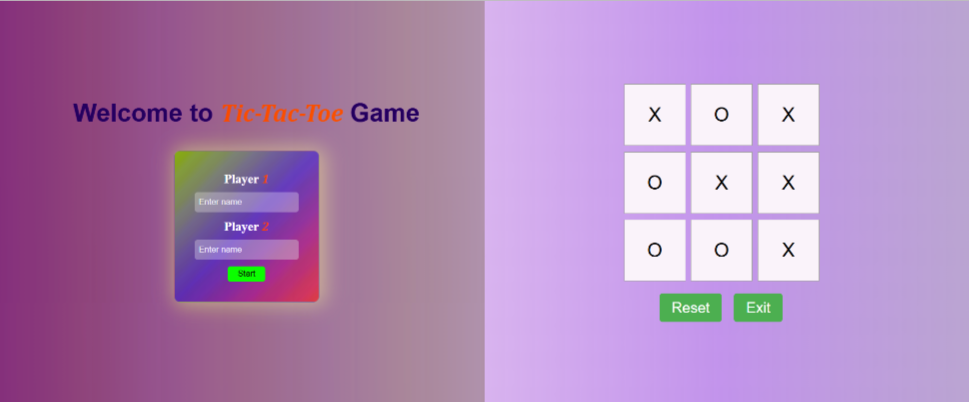 Welcome to Tic-Tac-Toe Game
Player 1
Enter name
Player 2
Enter name
Start
X O X
O X X
O O X
Reset Exit